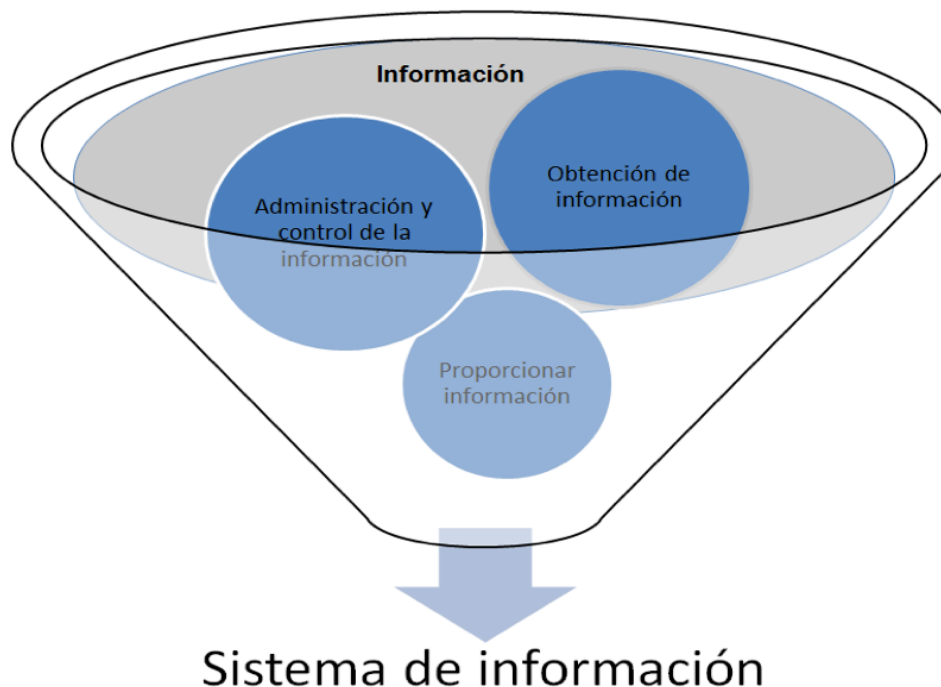 Información
Obtención de
información
Administración y
control de la
información
Proporcionar
información
Sistema de información